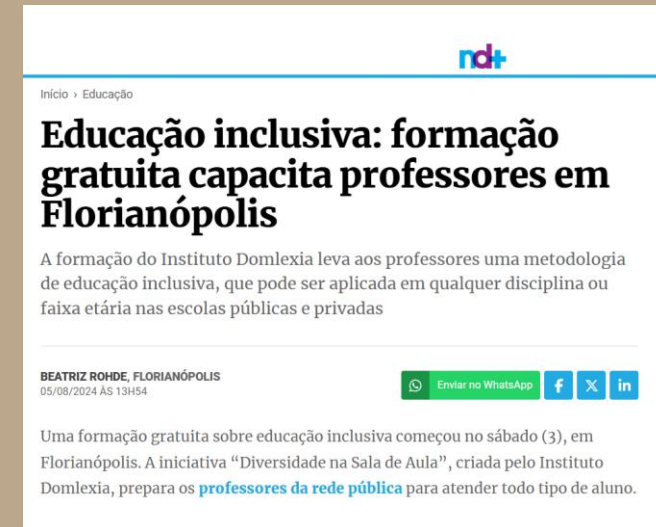 nd+
Início › Educação
Educação inclusiva: formação
gratuita capacita professores em
Florianópolis
A formação do Instituto Domlexia leva aos professores uma metodologia
de educação inclusiva, que pode ser aplicada em qualquer disciplina ou
faixa etária nas escolas públicas e privadas
BEATRIZ ROHDE, FLORIANÓPOLIS
05/08/2024 ÀS 13H54
Enviar no WhatsApp f X in
Uma formação gratuita sobre educação inclusiva começou no sábado (3), em
Florianópolis. A iniciativa “Diversidade na Sala de Aula”, criada pelo Instituto
Domlexia, prepara os professores da rede pública para atender todo tipo de aluno.